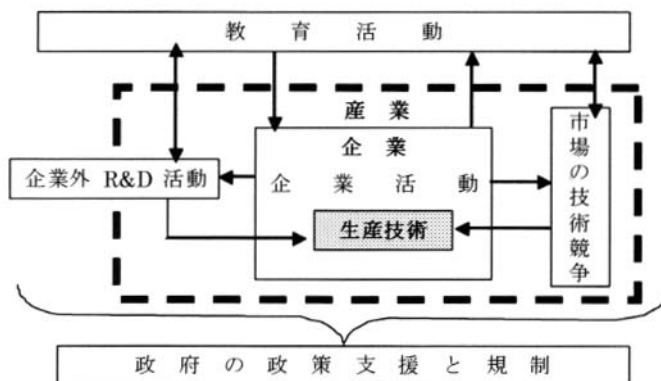 教育活動
産業
企業
企業活動
企業外 R&D 活動
生産技術
市場の技術競争
政府の政策支援と規制